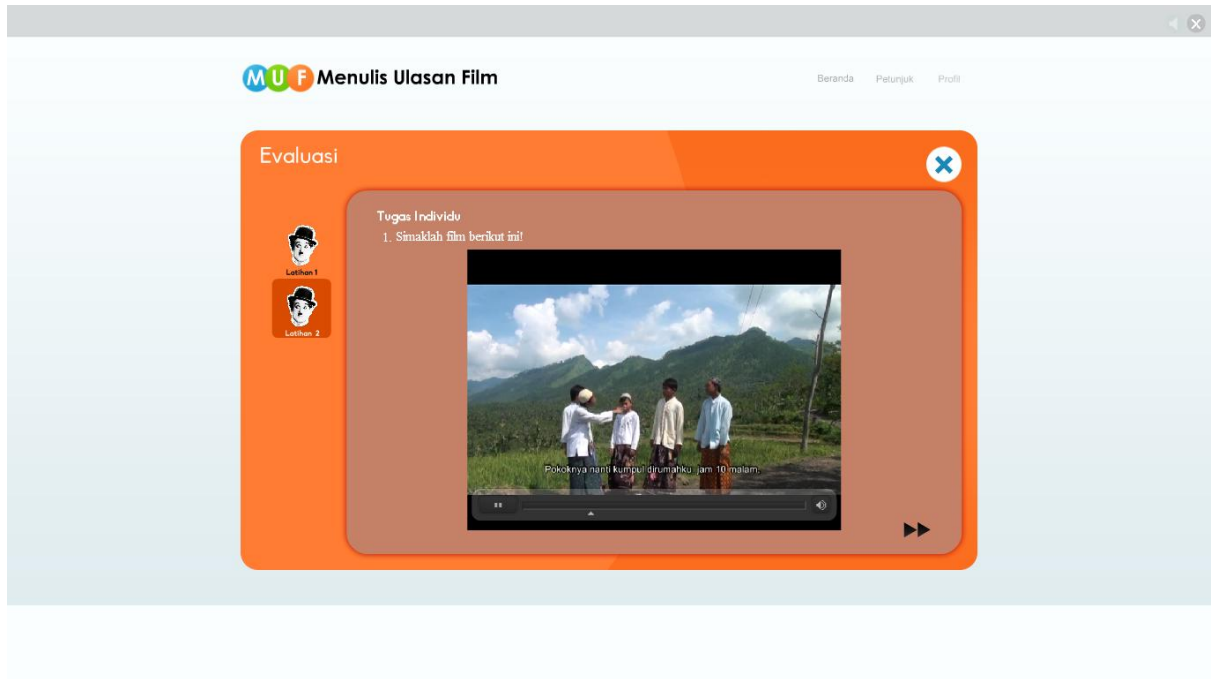 MUF Menulis Ulasan Film
Beranda Petunjuk Profil
Evaluasi
Tugas Individu
1. Simaklah film berikut ini!
Latihan 1
Latihan 2
Pokoknya nanti kumpul dirumahku jam 10 malam,